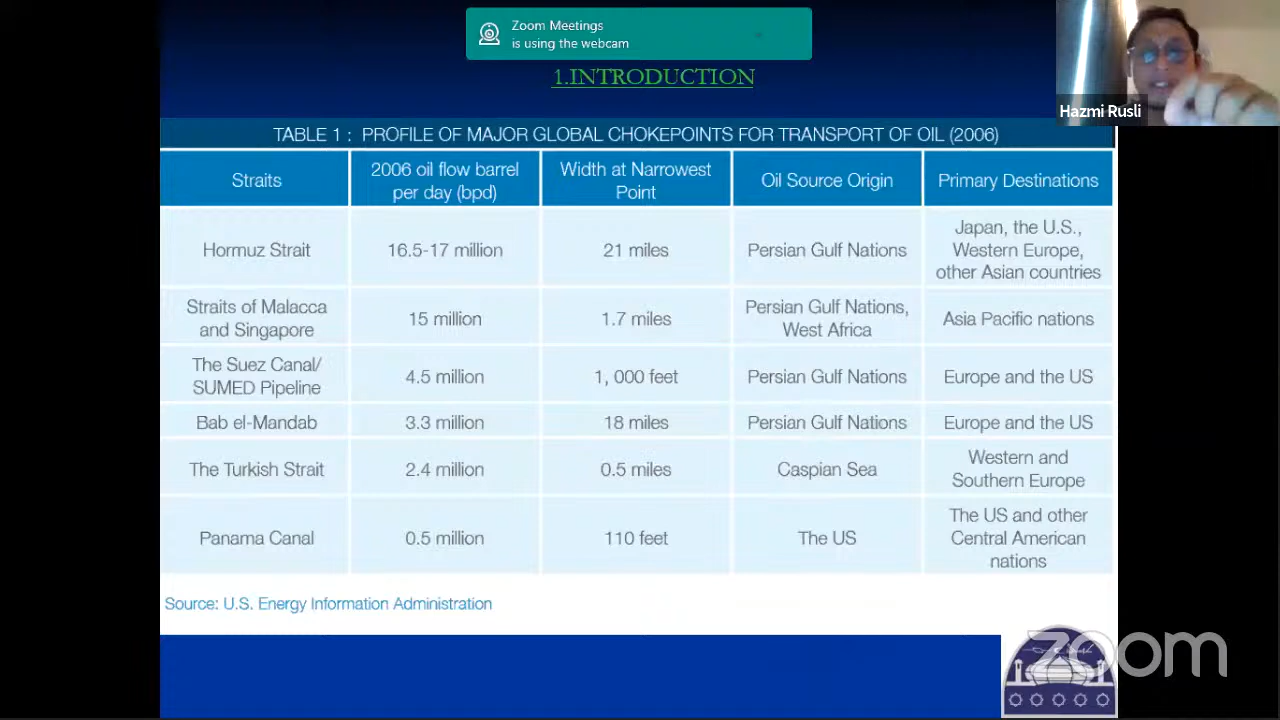 Zoom Meetings
is using the webcam
1.INTRODUCTION
Hazmi Rusli
TABLE 1 : PROFILE OF MAJOR GLOBAL CHOKEPOINTS FOR TRANSPORT OF OIL (2006)
Straits
2006 oil flow barrel
per day (bpd)
Width at Narrowest
Point
Oil Source Origin
Primary Destinations
Hormuz Strait
16.5-17 million
21 miles
Persian Gulf Nations
Japan, the U.S.,
Western Europe,
other Asian countries
Straits of Malacca
and Singapore
15 million
1.7 miles
Persian Gulf Nations,
West Africa
Asia Pacific nations
The Suez Canal/
SUMED Pipeline
4.5 million
1, 000 feet
Persian Gulf Nations
Europe and the US
Bab el-Mandab
3.3 million
18 miles
Persian Gulf Nations
Europe and the US
The Turkish Strait
2.4 million
0.5 miles
Caspian Sea
Western and
Southern Europe
Panama Canal
0.5 million
110 feet
The US
The US and other
Central American
nations
Source: U.S. Energy Information Administration
zoom